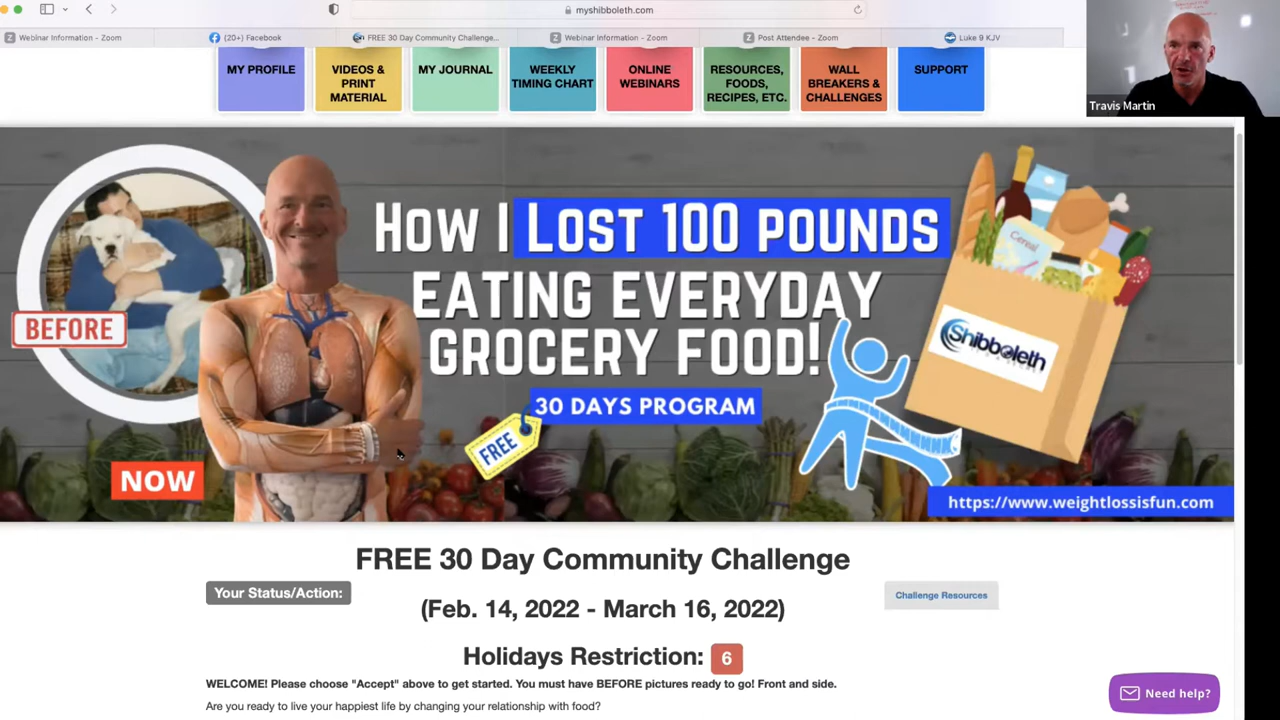 myshibboleth.com
Webinar Information - Zoom
(20+) Facebook
FREE 30 Day Community Challenge...
Webinar Information - Zoom
Post Attendee - Zoom
Luke 9 KJV
MY PROFILE
VIDEOS &
PRINT
MATERIAL
MY JOURNAL
WEEKLY
TIMING CHART
ONLINE
WEBINARS
RESOURCES,
FOODS,
RECIPES, ETC.
WALL
BREAKERS &
CHALLENGES
SUPPORT
Travis Martin
HOW I LOST 100 POUNDS
EATING EVERYDAY
GROCERY FOOD!
30 DAYS PROGRAM
FREE
BEFORE
NOW
Cereal
Shibboleth
https://www.weightlossisfun.com
FREE 30 Day Community Challenge
Your Status/Action:
(Feb. 14, 2022 - March 16, 2022)
Challenge Resources
Holidays Restriction: 6
WELCOME! Please choose "Accept" above to get started. You must have BEFORE pictures ready to go! Front and side.
Are you ready to live your happiest life by changing your relationship with food?
Need help?